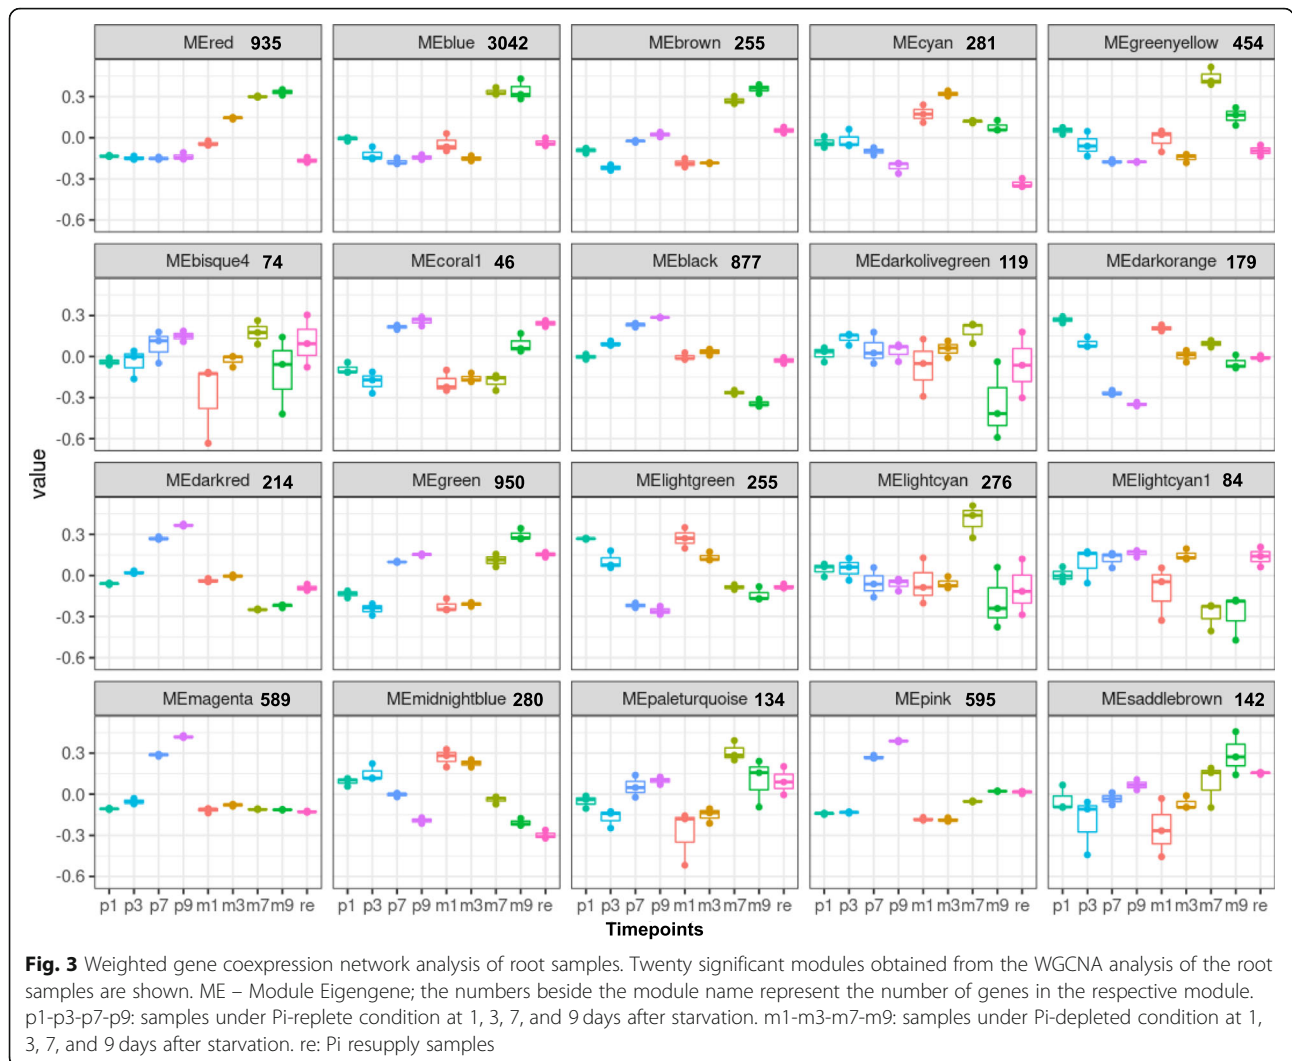 MEred 935
MEblue 3042
MEbrown 255
MEcyan 281
MEgreenyellow 454
0.3
0.0
-0.3
-0.6
MEbisque4 74
MEcoral1 46
MEblack 877
MEdarkolivegreen 119
MEdarkorange 179
0.3
0.0
-0.3
-0.6
value
MEdarkred 214
MEgreen 950
MElightgreen 255
MElightcyan 276
MElightcyan1 84
0.3
0.0
-0.3
-0.6
MEmagenta 589
MEmidnightblue 280
MEpaleturquoise 134
MEpink 595
MEsaddlebrown 142
0.3
0.0
-0.3
-0.6
p1 p3 p7 p9 m1 m3 m7 m9 re
p1 p3 p7 p9 m1 m3 m7 m9 re
p1 p3 p7 p9 m1 m3 m7 m9 re
p1 p3 p7 p9 m1 m3 m7 m9 re
p1 p3 p7 p9 m1 m3 m7 m9 re
Timepoints
Fig. 3 Weighted gene coexpression network analysis of root samples. Twenty significant modules obtained from the WGCNA analysis of the root
samples are shown. ME – Module Eigengene; the numbers beside the module name represent the number of genes in the respective module.
p1-p3-p7-p9: samples under Pi-replete condition at 1, 3, 7, and 9 days after starvation. m1-m3-m7-m9: samples under Pi-depleted condition at 1,
3, 7, and 9 days after starvation. re: Pi resupply samples